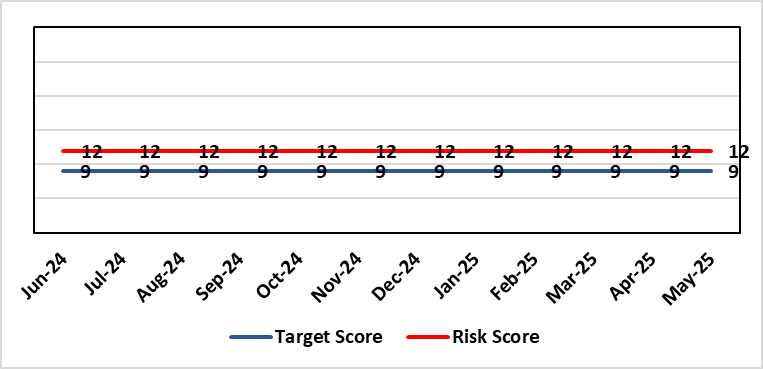 12 12 12 12 12 12 12 12 12 12 12 12
9 9 9 9 9 9 9 9 9 9 9 9
Jun-24 Jul-24 Aug-24 Sep-24 Oct-24 Nov-24 Dec-24 Jan-25 Feb-25 Mar-25 Apr-25 May-25
Target Score Risk Score